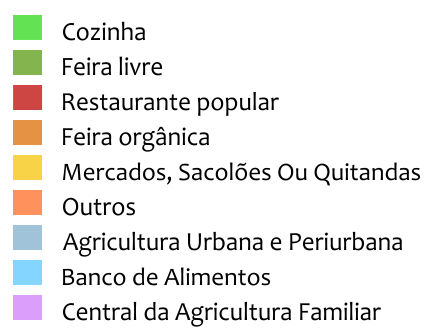 Cozinha
Feira livre
Restaurante popular
Feira orgânica
Mercados, Sacolões Ou Quitandas
Outros
Agricultura Urbana e Periurbana
Banco de Alimentos
Central da Agricultura Familiar